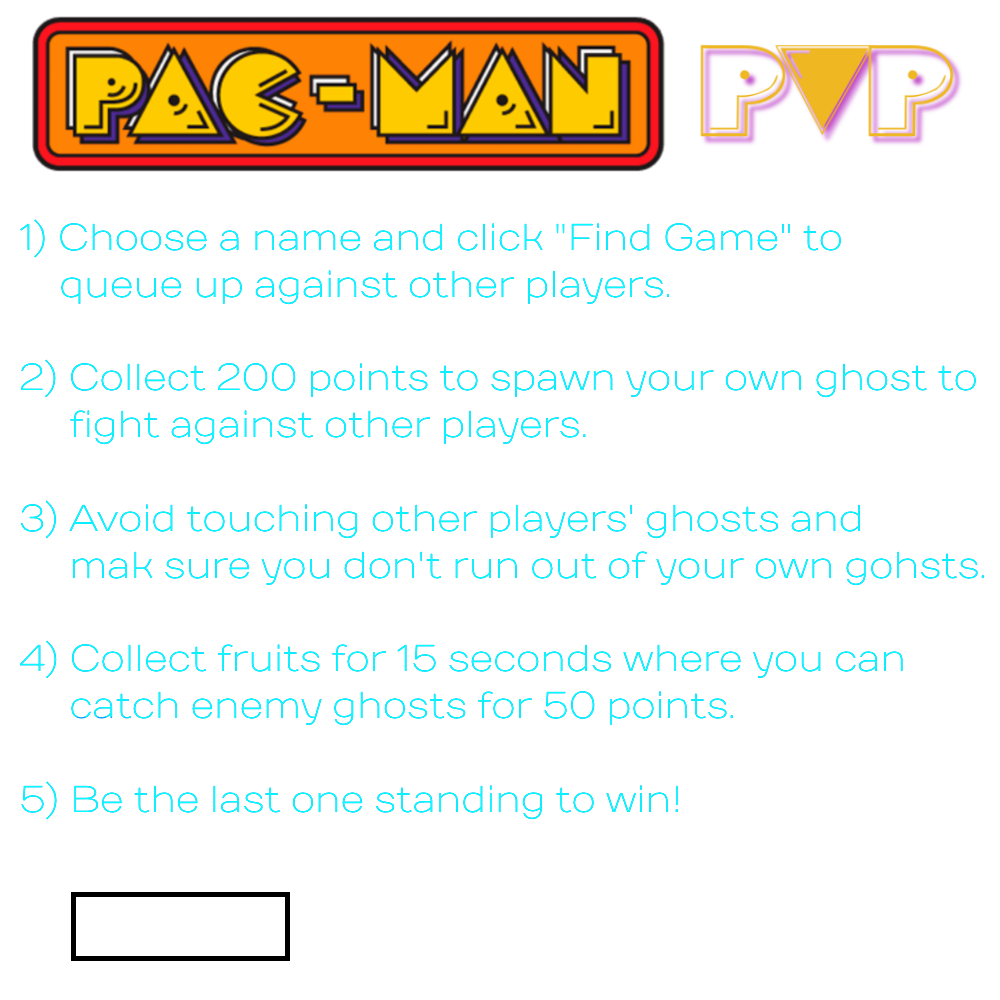 PAC-MAN PVP
1) Choose a name and click "Find Game" to
queue up against other players.
2) Collect 200 points to spawn your own ghost to
fight against other players.
3) Avoid touching other players' ghosts and
mak sure you don't run out of your own gohsts.
4) Collect fruits for 15 seconds where you can
catch enemy ghosts for 50 points.
5) Be the last one standing to win!